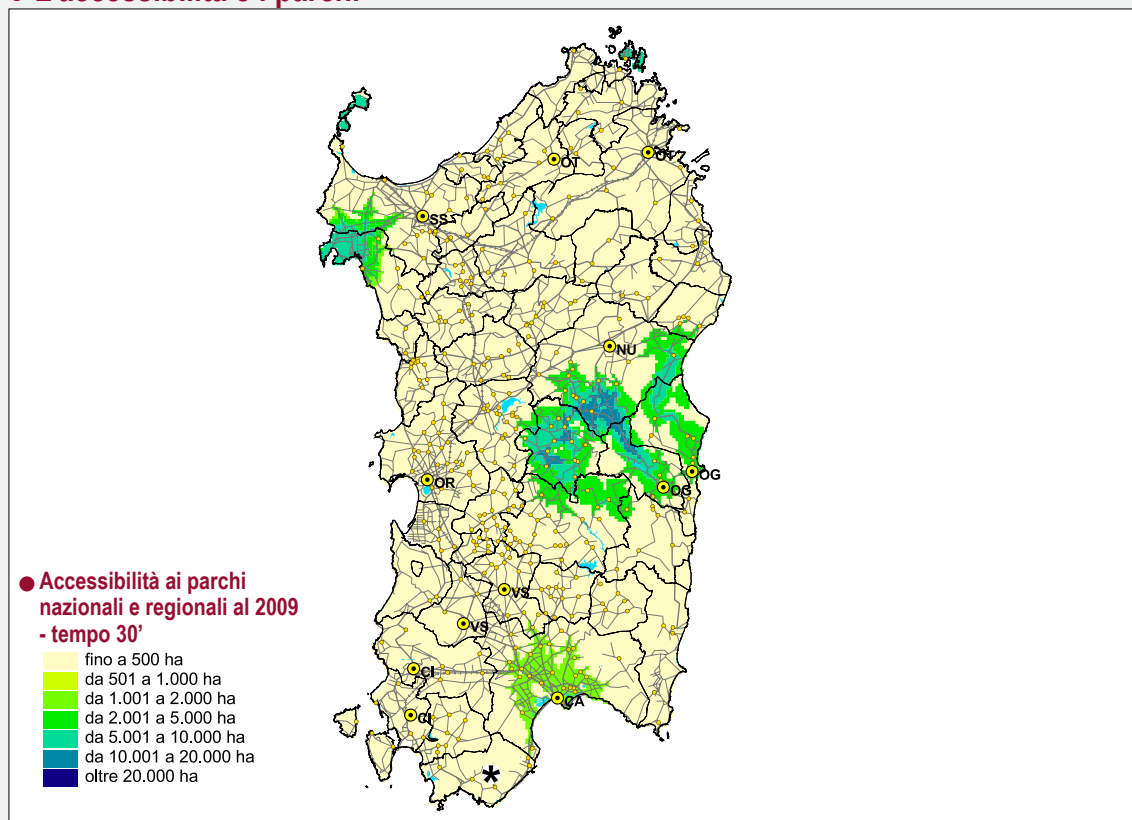 OT
OT
SS
NU
OG
OG
OR
VS
VS
CI
CI
CA
*
Accessibilità ai parchi
nazionali e regionali al 2009
- tempo 30’
fino a 500 ha
da 501 a 1.000 ha
da 1.001 a 2.000 ha
da 2.001 a 5.000 ha
da 5.001 a 10.000 ha
da 10.001 a 20.000 ha
oltre 20.000 ha